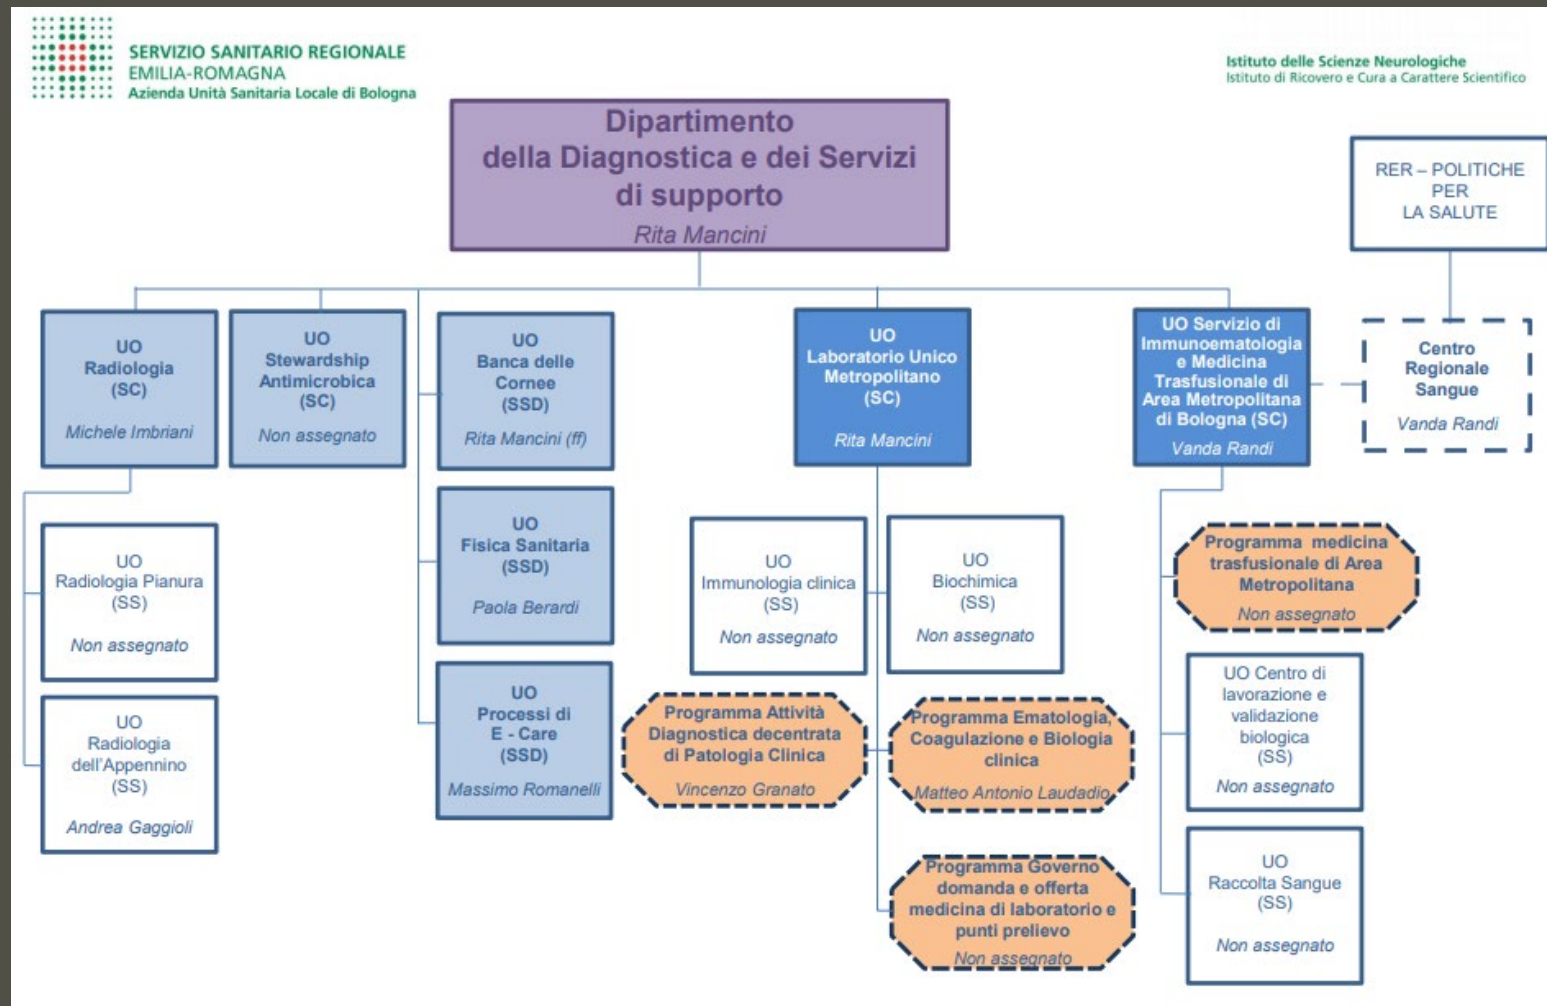 SERVIZIO SANITARIO REGIONALE
EMILIA-ROMAGNA
Azienda Unità Sanitaria Locale di Bologna
Istituto delle Scienze Neurologiche
Istituto di Ricovero e Cura a Carattere Scientifico
Dipartimento
della Diagnostica e dei Servizi
di supporto
Rita Mancini
RER – POLITICHE
PER
LA SALUTE
UO
Radiologia
(SC)
Michele Imbriani
UO
Stewardship
Antimicrobica
(SC)
Non assegnato
UO
Banca delle
Cornee
(SSD)
Rita Mancini (ff)
UO
Laboratorio Unico
Metropolitano
(SC)
Rita Mancini
UO Servizio di
Immunoematologia
e Medicina
Trasfusionale di
Area Metropolitana
di Bologna (SC)
Vanda Randi
Centro
Regionale
Sangue
Vanda Randi
UO
Radiologia Pianura
(SS)
Non assegnato
UO
Radiologia
dell'Appennino
(SS)
Andrea Gaggioli
UO
Fisica Sanitaria
(SSD)
Paola Berardi
UO
Processi di
E - Care
(SSD)
Massimo Romanelli
UO
Immunologia clinica
(SS)
Non assegnato
UO
Biochimica
(SS)
Non assegnato
Programma Attività
Diagnostica decentrata
di Patologia Clinica
Vincenzo Granato
Programma Ematologia,
Coagulazione e Biologia
clinica
Matteo Antonio Laudadio
Programma Governo
domanda e offerta
medicina di laboratorio e
punti prelievo
Non assegnato
Programma medicina
trasfusionale di Area
Metropolitana
Non assegnato
UO Centro di
lavorazione e
validazione
biologica
(SS)
Non assegnato
UO
Raccolta Sangue
(SS)
Non assegnato